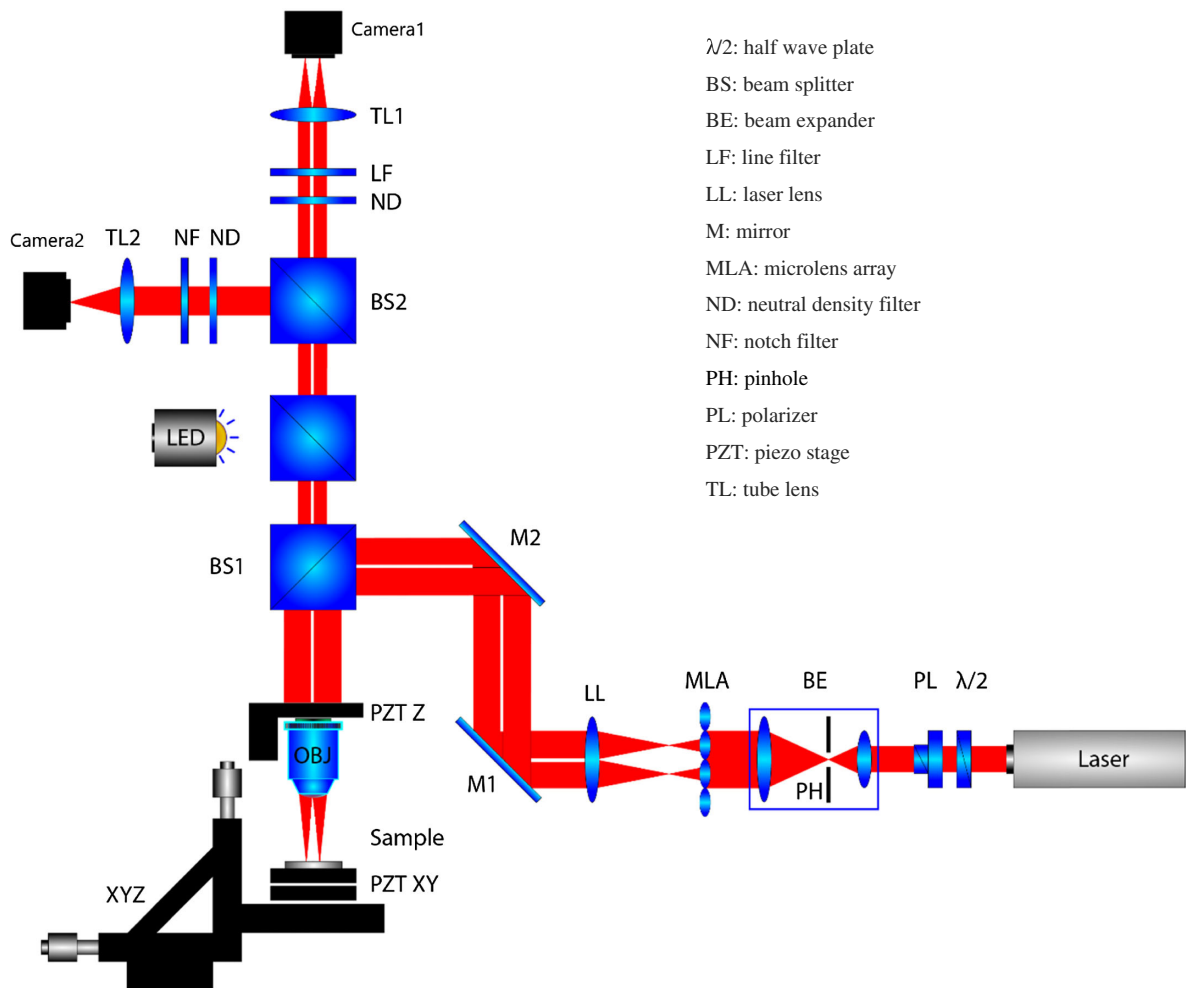 Camera1
TL1
LF
ND
Camera2
TL2
NF
ND
BS2
LED
BS1
M2
PZT Z
OBJ
M1
LL
MLA
BE
PH
PL
λ/2
Laser
Sample
PZT XY
XYZ
λ/2: half wave plate
BS: beam splitter
BE: beam expander
LF: line filter
LL: laser lens
M: mirror
MLA: microlens array
ND: neutral density filter
NF: notch filter
PH: pinhole
PL: polarizer
PZT: piezo stage
TL: tube lens